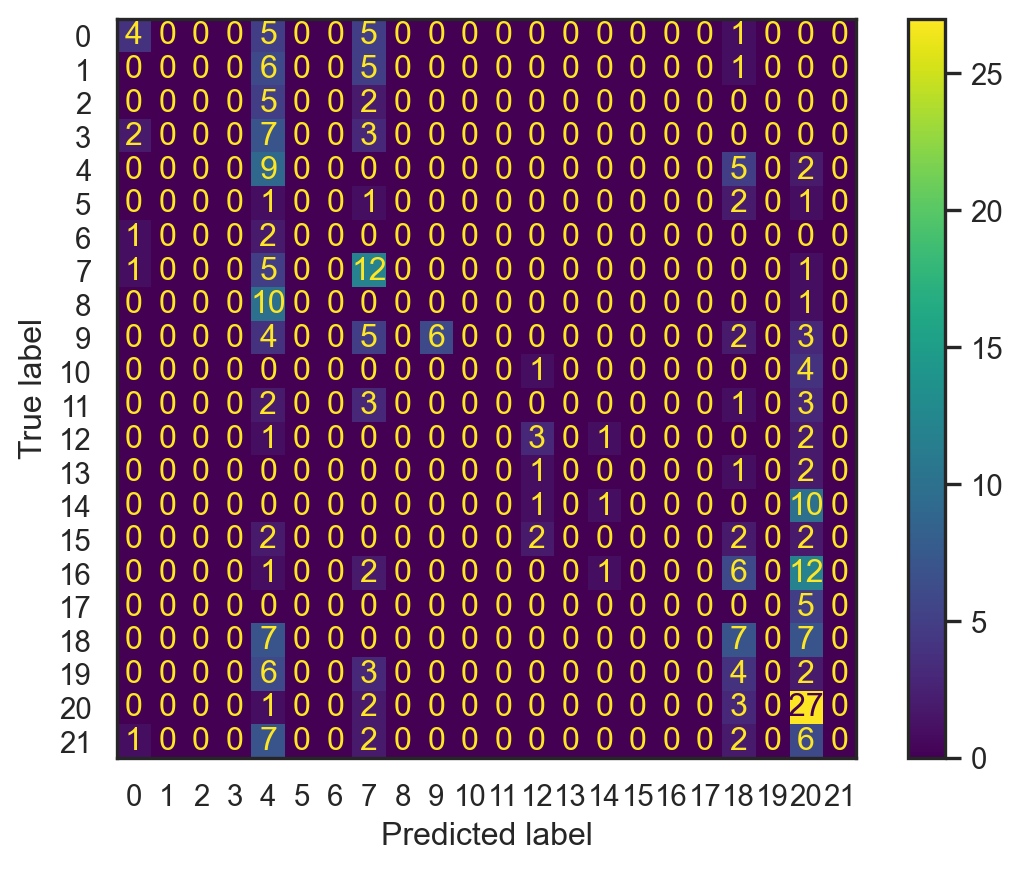 0 4 0 0 0 5 0 0 5 0 0 0 0 0 0 0 0 0 0 1 0 0 0
1 0 0 0 0 6 0 0 5 0 0 0 0 0 0 0 0 0 0 1 0 0 0
2 0 0 0 0 5 0 0 2 0 0 0 0 0 0 0 0 0 0 0 0 0 0
3 2 0 0 0 7 0 0 3 0 0 0 0 0 0 0 0 0 0 0 0 0 0
4 0 0 0 0 9 0 0 0 0 0 0 0 0 0 0 0 0 0 5 0 2 0
5 0 0 0 0 1 0 0 1 0 0 0 0 0 0 0 0 0 0 2 0 1 0
6 1 0 0 0 2 0 0 0 0 0 0 0 0 0 0 0 0 0 0 0 0 0
7 1 0 0 0 5 0 0 12 0 0 0 0 0 0 0 0 0 0 0 0 1 0
8 0 0 0 0 10 0 0 0 0 0 0 0 0 0 0 0 0 0 0 0 1 0
9 0 0 0 0 4 0 0 5 0 6 0 0 0 0 0 0 0 0 2 0 3 0
10 0 0 0 0 0 0 0 0 0 0 0 0 1 0 0 0 0 0 0 0 4 0
11 0 0 0 0 2 0 0 3 0 0 0 0 0 0 0 0 0 0 1 0 3 0
12 0 0 0 0 1 0 0 0 0 0 0 0 3 0 1 0 0 0 0 0 2 0
13 0 0 0 0 0 0 0 0 0 0 0 0 1 0 0 0 0 0 1 0 2 0
14 0 0 0 0 0 0 0 0 0 0 0 0 1 0 1 0 0 0 0 0 10 0
15 0 0 0 0 2 0 0 0 0 0 0 0 2 0 0 0 0 0 2 0 2 0
16 0 0 0 0 1 0 0 2 0 0 0 0 0 0 1 0 0 0 6 0 12 0
17 0 0 0 0 0 0 0 0 0 0 0 0 0 0 0 0 0 0 0 0 5 0
18 0 0 0 0 7 0 0 0 0 0 0 0 0 0 0 0 0 0 7 0 7 0
19 0 0 0 0 6 0 0 3 0 0 0 0 0 0 0 0 0 0 4 0 2 0
20 0 0 0 0 1 0 0 2 0 0 0 0 0 0 0 0 0 0 3 0 27 0
21 1 0 0 0 7 0 0 2 0 0 0 0 0 0 0 0 0 0 2 0 6 0
0 1 2 3 4 5 6 7 8 9 10 11 12 13 14 15 16 17 18 19 20 21
Predicted label
True label
25
20
15
10
5
0